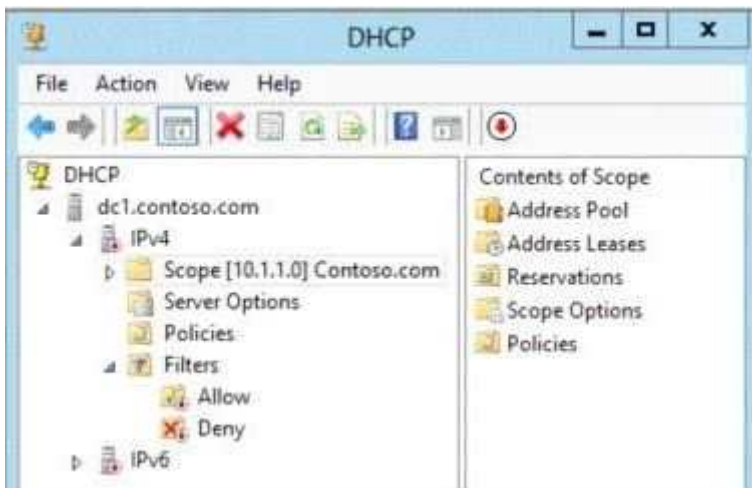 DHCP
File Action View Help
DHCP
dc1.contoso.com
IPv4
Scope [10.1.1.0] Contoso.com
Server Options
Policies
Filters
Allow
Deny
IPv6
Contents of Scope
Address Pool
Address Leases
Reservations
Scope Options
Policies